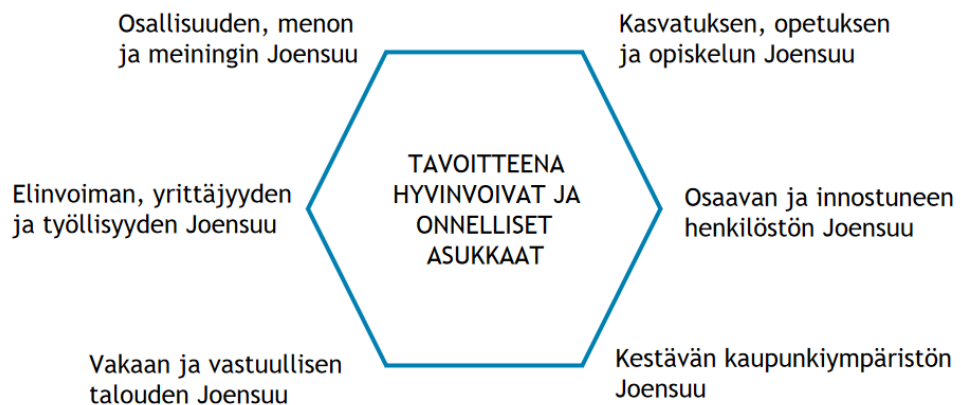 Osallisuuden, menon
ja meiningin Joensuu
Kasvatuksen, opetuksen
ja opiskelun Joensuu
Elinvoiman, yrittäjyyden
ja työllisyyden Joensuu
TAVOITTEENA
HYVINVOIVAT JA
ONNELLISET
ASUKKAAT
Osaavan ja innostuneen
henkilöstön Joensuu
Vakaan ja vastuullisen
talouden Joensuu
Kestävän kaupunkiympäristön
Joensuu